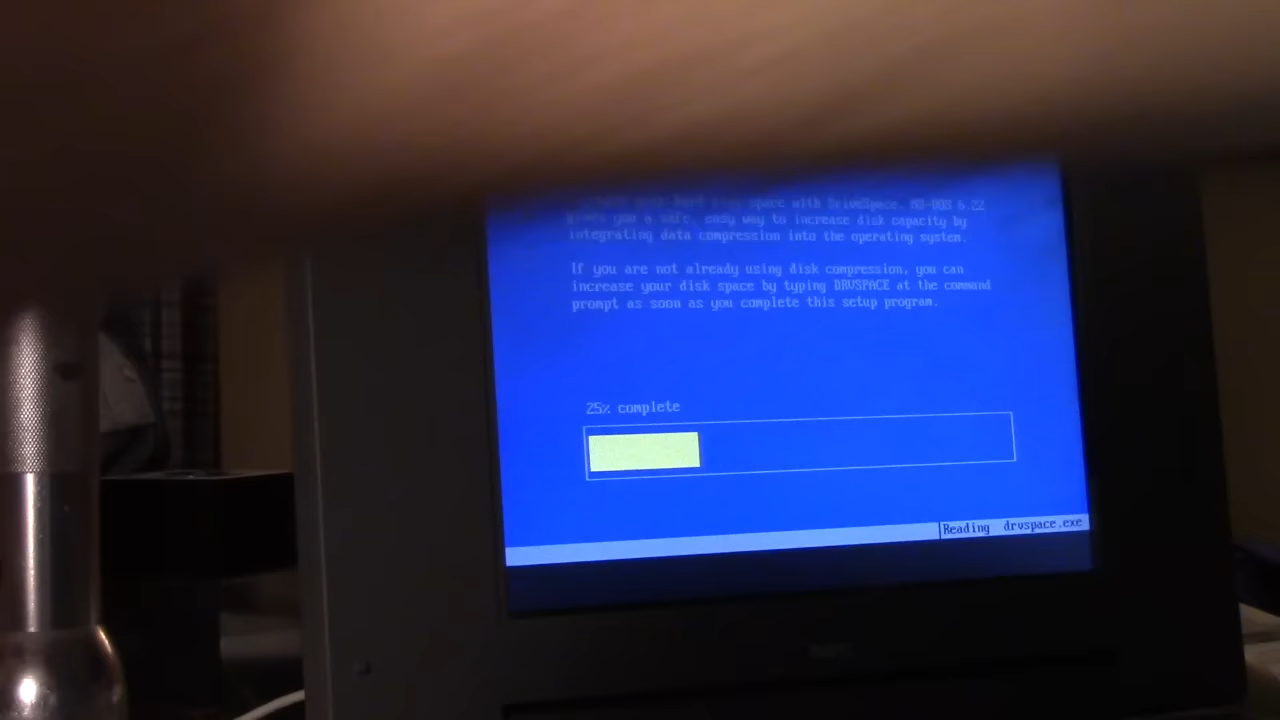 space with DriveSpace. MS-DOS 6.22
gives you a safe, easy way to increase disk capacity by
integrating data compression into the operating system.
If you are not already using disk compression, you can
increase your disk space by typing DRVSPACE at the command
prompt as soon as you complete this setup program.
25% complete
Reading drvspace.exe